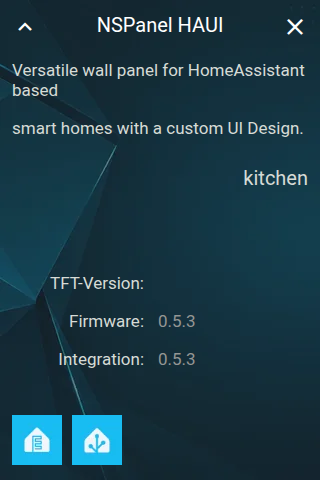 NSPanel HAUI
Versatile wall panel for HomeAssistant
based
smart homes with a custom UI Design.
kitchen
TFT-Version:
Firmware: 0.5.3
Integration: 0.5.3